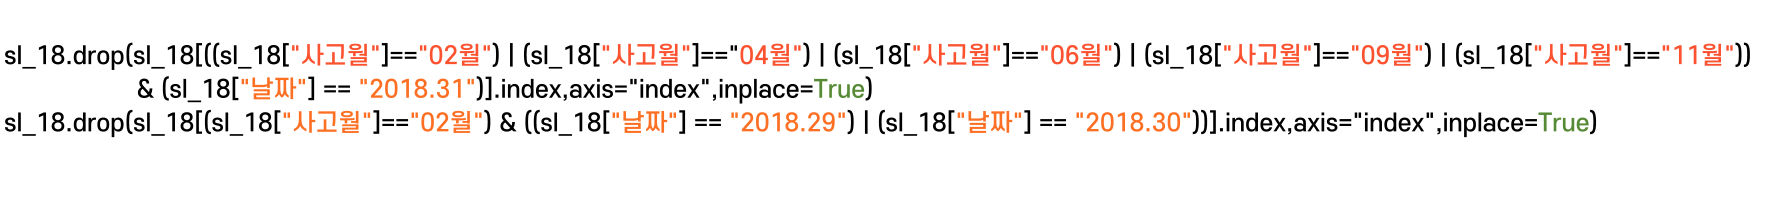 sl_18.drop(sl_18[((sl_18["사고월"]=="02월") | (sl_18["사고월"]=="04월") | (sl_18["사고월"]=="06월") | (sl_18["사고월"]=="09월") | (sl_18["사고월"]=="11월"))
& (sl_18["날짜"] == "2018.31")].index,axis="index",inplace=True)
sl_18.drop(sl_18[(sl_18["사고월"]=="02월") & ((sl_18["날짜"] == "2018.29") | (sl_18["날짜"] == "2018.30"))].index,axis="index",inplace=True)